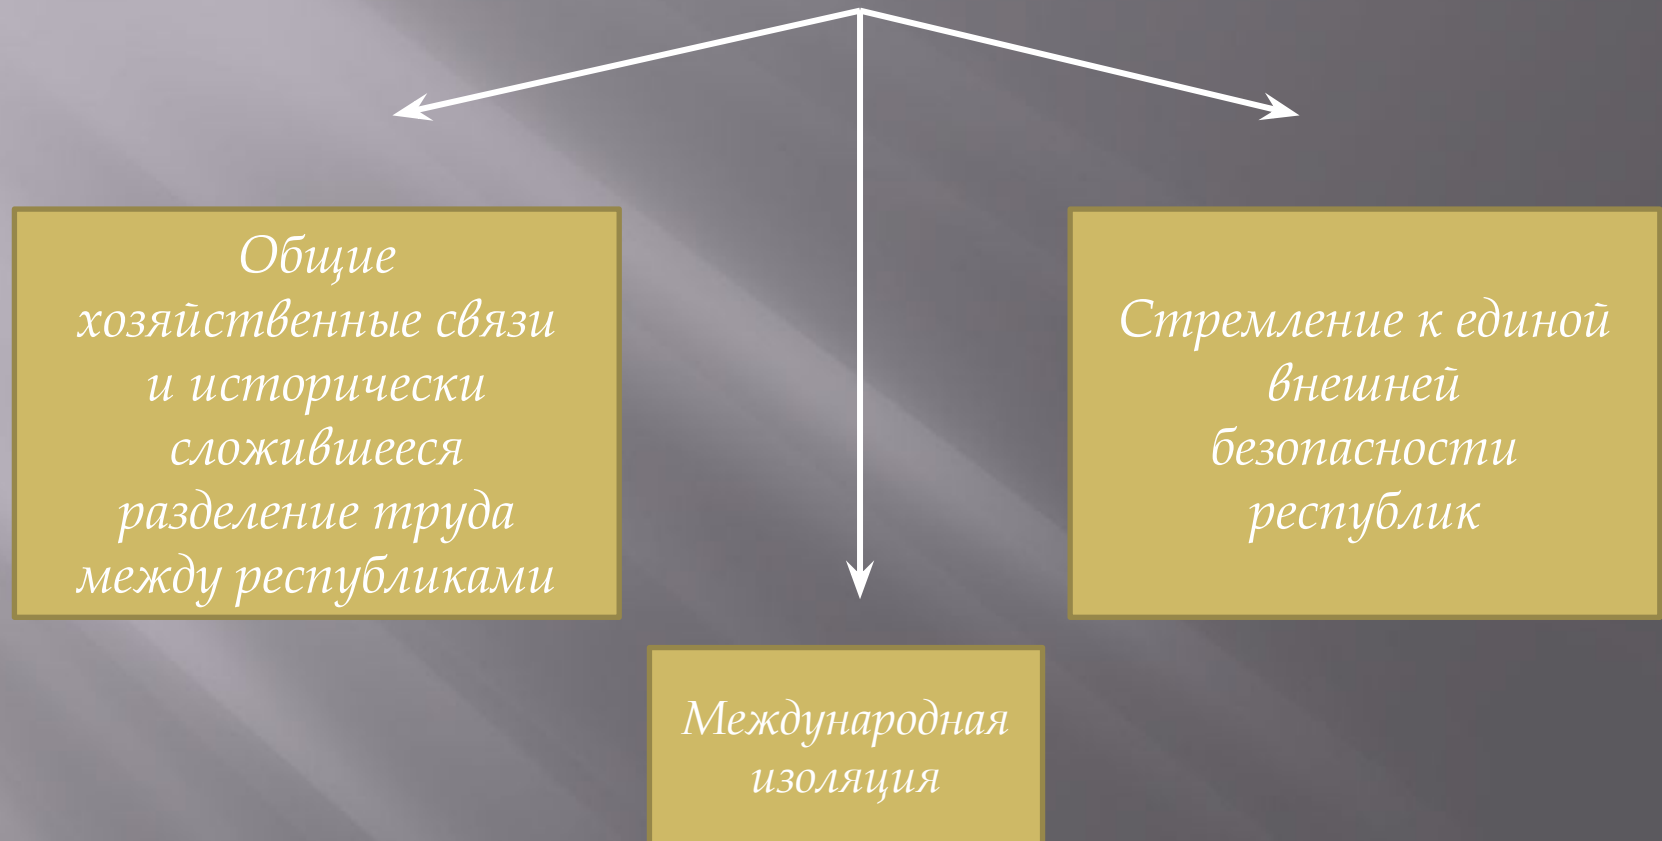 Общие
хозяйственные связи
и исторически
сложившееся
разделение труда
между республиками
Стремление к единой
внешней
безопасности
республик
Международная
изоляция